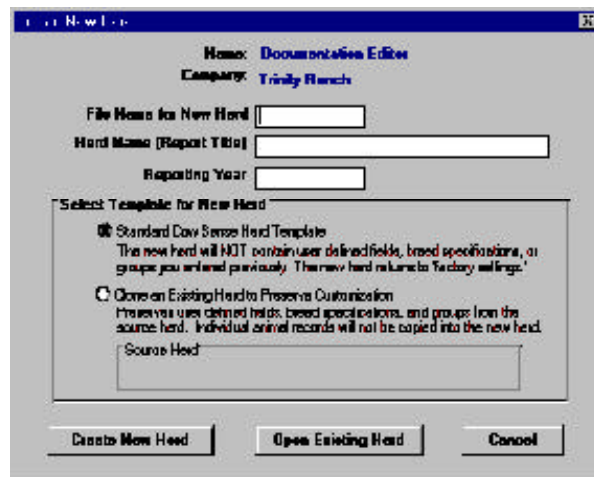 New
Name: Documentation Editor
Company: Trinity Ranch
File Name for New Herd
Herd Name (Report Title)
Reporting Year
Select Template for New Herd
Standard Cow Sense Herd Template
The new herd will NOT contain user defined fields, breed specifications, or
groups you entered previously. The new herd returns to "factory settings."
Clone an Existing Herd to Preserve Customization
Preserves user defined fields, breed specifications, and groups from the
source herd. Individual animal records will not be copied into the new herd.
Source Herd
Create New Herd
Open Existing Herd
Cancel